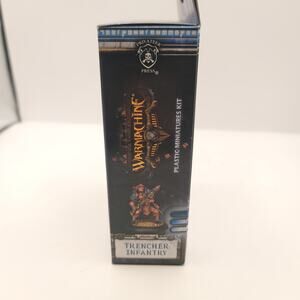 PRIVATEER
PRESS®
WARMACHINE
PLASTIC MINIATURES KIT
TRENCHER
INFANTRY